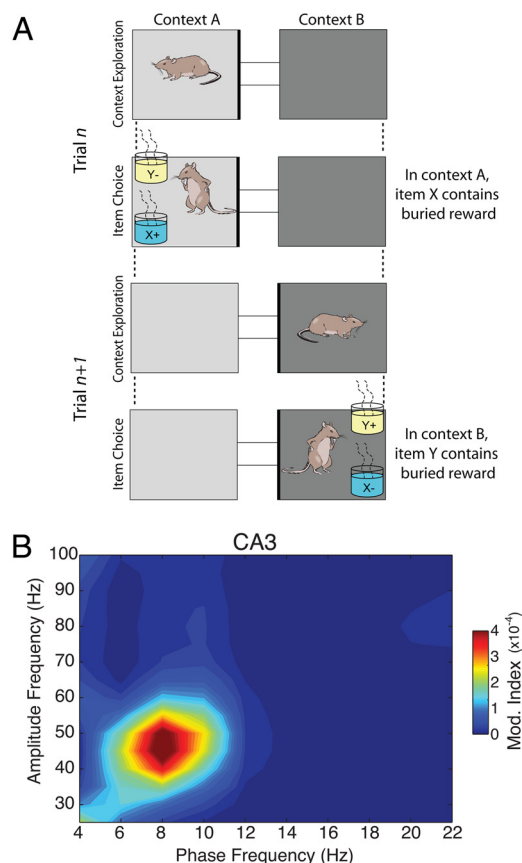 A
Context A
Context B
Trial n
Context Exploration
Item Choice
Y-
X+
In context A,
item X contains
buried reward
Trial n+1
Context Exploration
Item Choice
Y+
X-
In context B,
item Y contains
buried reward
B
CA3
Amplitude Frequency (Hz)
100
90
80
70
60
50
40
30
4 6 8 10 12 14 16 18 20 22
Phase Frequency (Hz)
4
3
2
1
0
Mod. Index (x10⁻⁴)